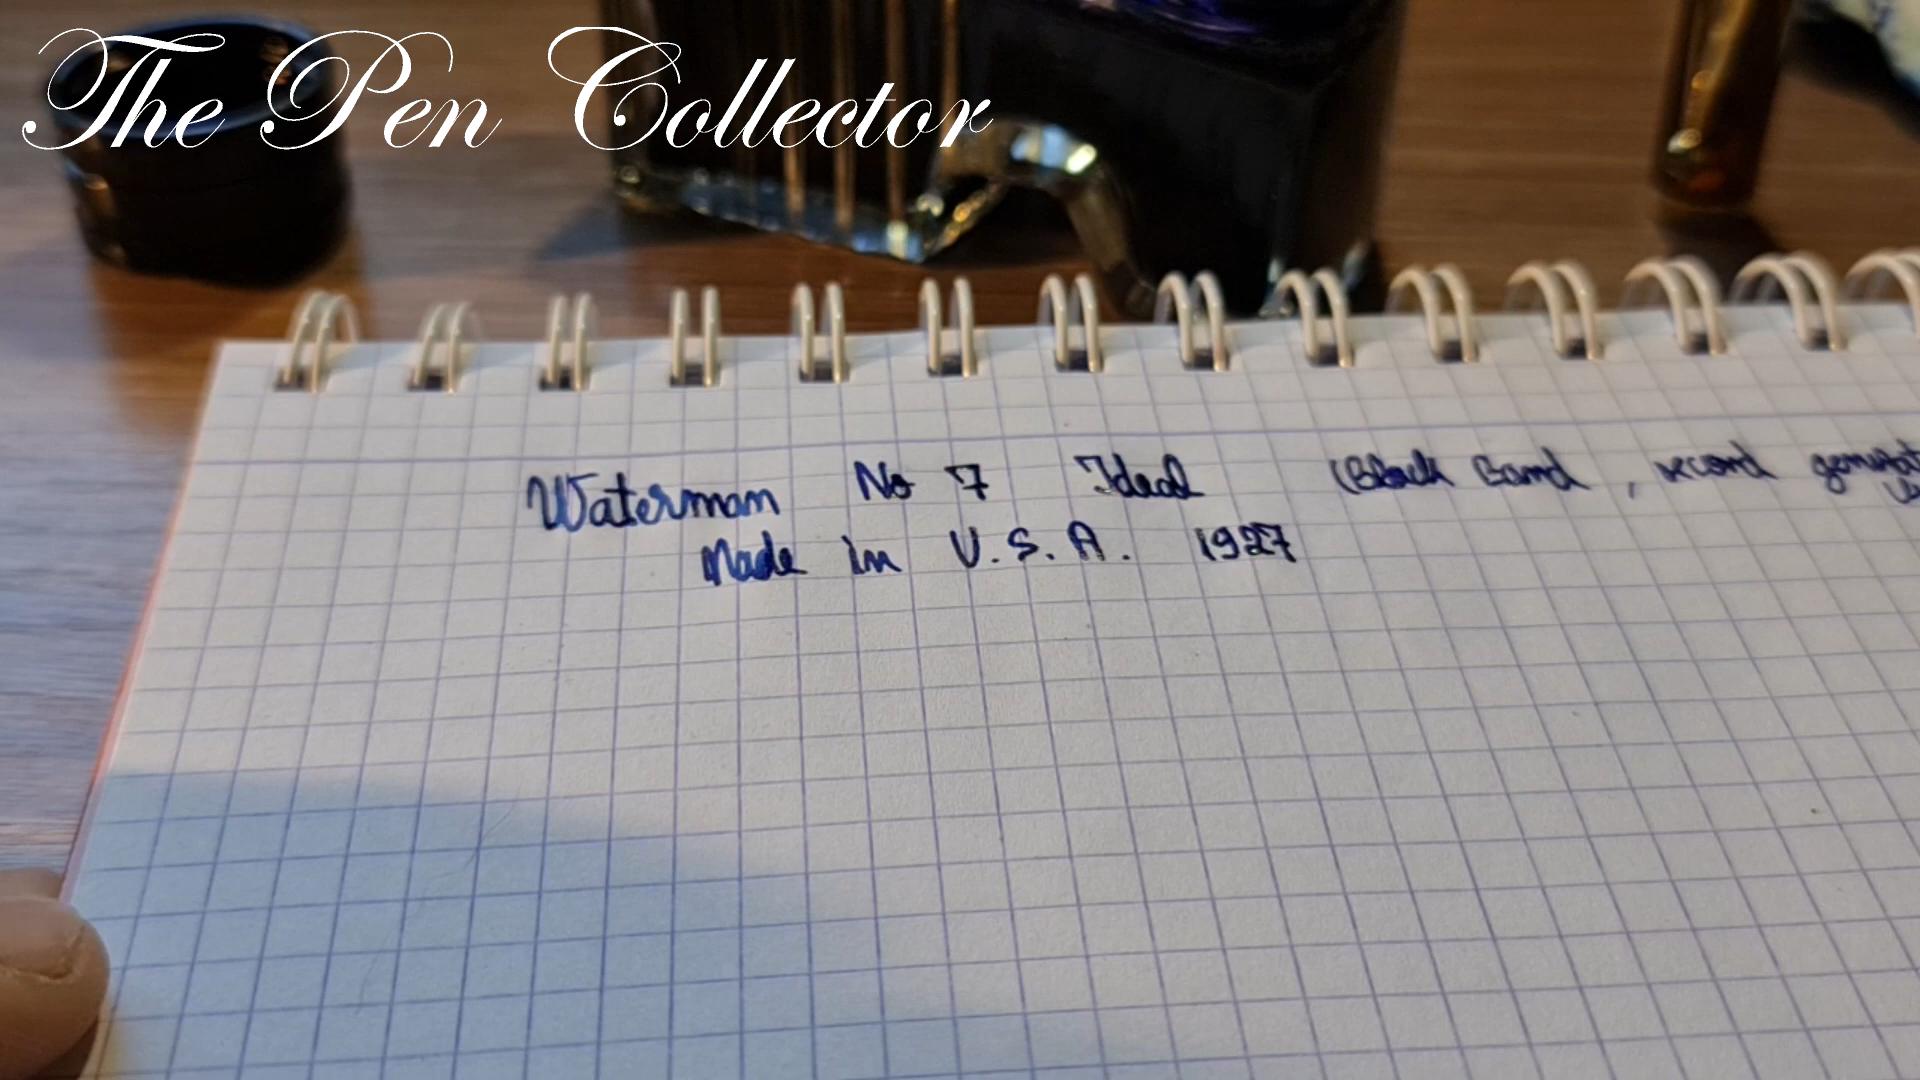 The Pen Collector
Waterman No 7 Ideal (Black Band, second
Made in U.S.A. 1927